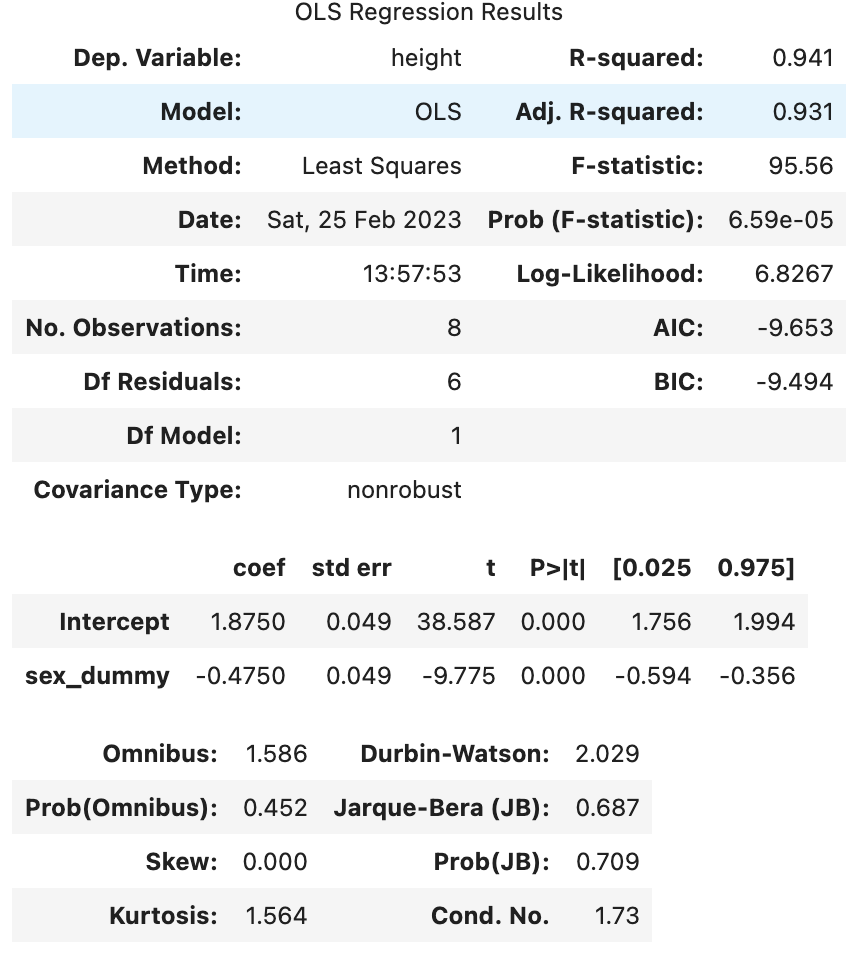 OLS Regression Results
Dep. Variable: height R-squared: 0.941
Model: OLS Adj. R-squared: 0.931
Method: Least Squares F-statistic: 95.56
Date: Sat, 25 Feb 2023 Prob (F-statistic): 6.59e-05
Time: 13:57:53 Log-Likelihood: 6.8267
No. Observations: 8 AIC: -9.653
Df Residuals: 6 BIC: -9.494
Df Model: 1
Covariance Type: nonrobust
coef std err t P>|t| [0.025 0.975]
Intercept 1.8750 0.049 38.587 0.000 1.756 1.994
sex_dummy -0.4750 0.049 -9.775 0.000 -0.594 -0.356
Omnibus: 1.586 Durbin-Watson: 2.029
Prob(Omnibus): 0.452 Jarque-Bera (JB): 0.687
Skew: 0.000 Prob(JB): 0.709
Kurtosis: 1.564 Cond. No. 1.73